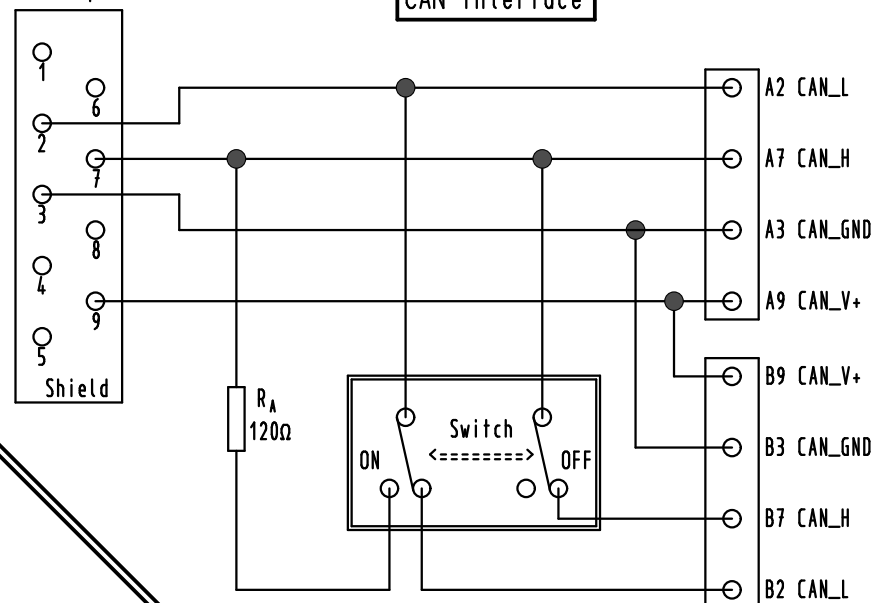 CAN Interface
1
6
2
7
3
8
4
9
5
Shield
A2 CAN_L
A7 CAN_H
A3 CAN_GND
A9 CAN_V+
B9 CAN_V+
B3 CAN_GND
B7 CAN_H
B2 CAN_L
RA
120Ω
Switch
ON
<======>
OFF